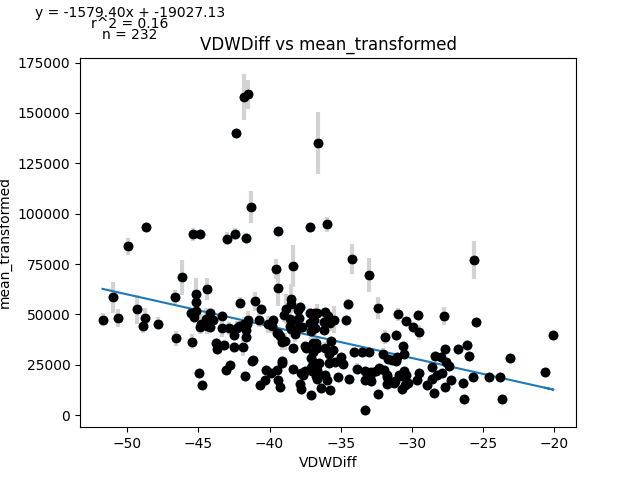 y = -1579.40x + -19027.13
r^2 = 0.16
n = 232
VDWDiff vs mean_transformed
175000
150000
125000
100000
75000
50000
25000
0
mean_transformed
−50 −45 −40 −35 −30 −25 −20
VDWDiff